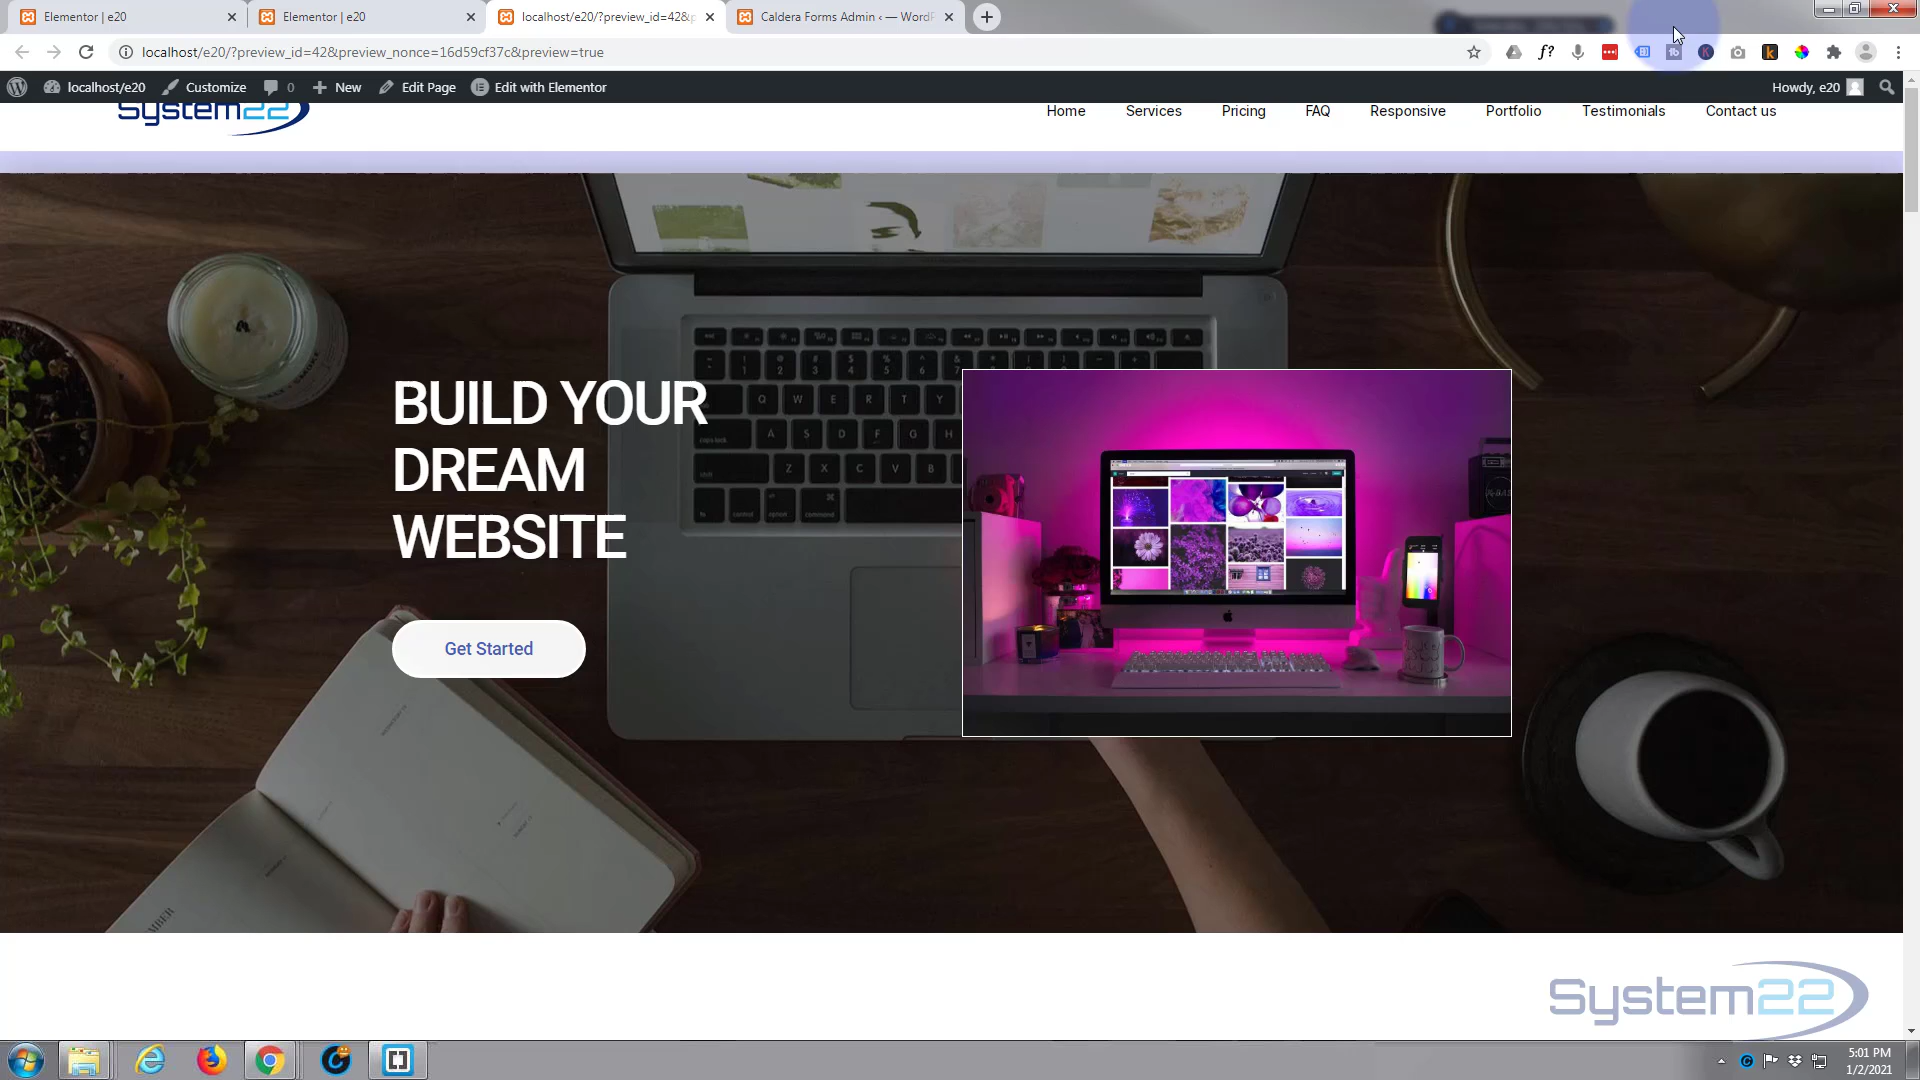 Elementor | e20
Elementor | e20
localhost/e20/?preview_id=42&
Caldera Forms Admin ‹ — WordP
localhost/e20/?preview_id=42&preview_nonce=16d59cf37c&preview=true
localhost/e20
Customize
0
New
Edit Page
Edit with Elementor
Howdy, e20
System22
Home
Services
Pricing
FAQ
Responsive
Portfolio
Testimonials
Contact us
BUILD YOUR
DREAM
WEBSITE
Get Started
System22
5:01 PM
1/2/2021